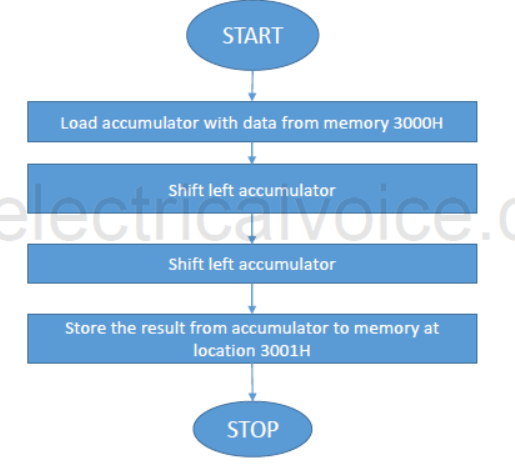 START
Load accumulator with data from memory 3000H
Shift left accumulator
electricalvoice.c
Shift left accumulator
Store the result from accumulator to memory at
location 3001H
STOP